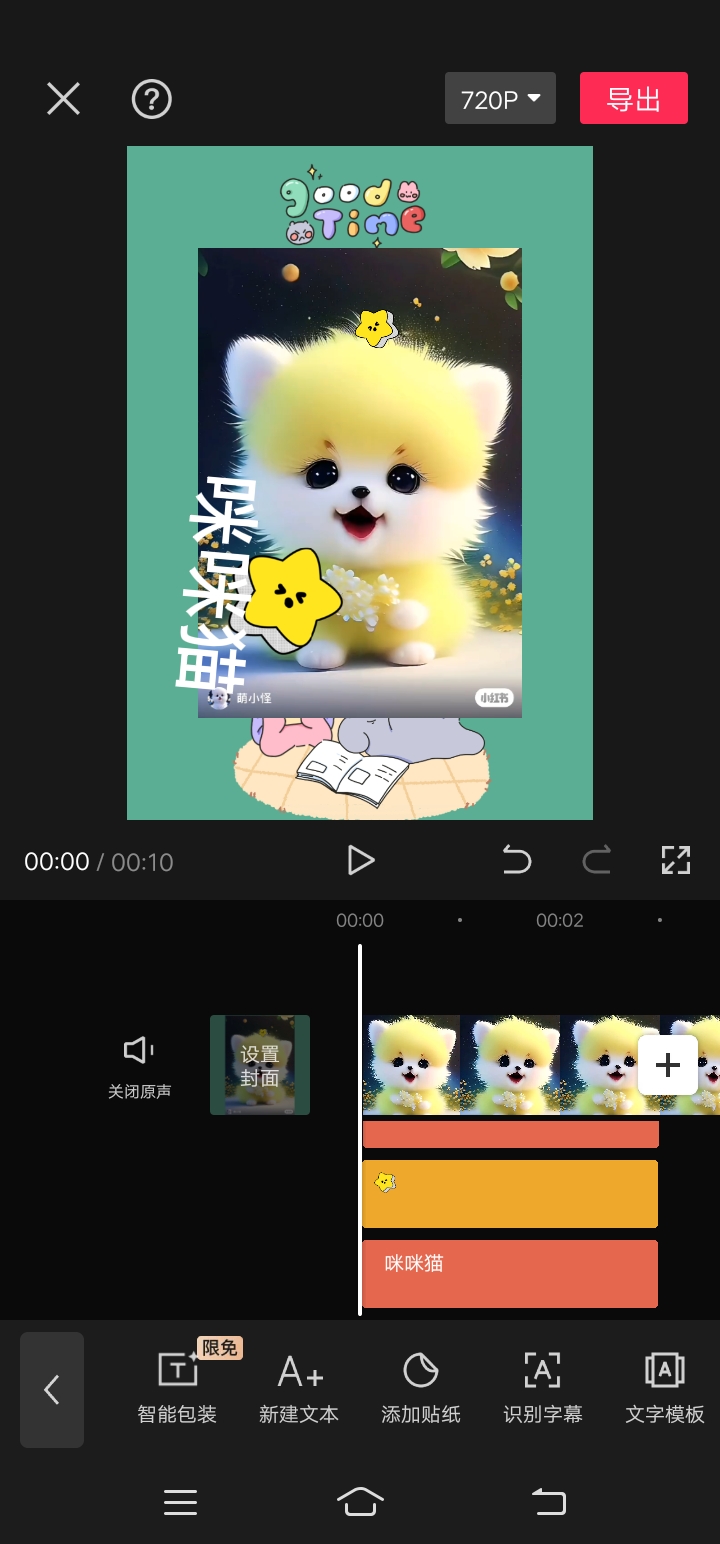 720P
导出
good
Time
咪咪猫
萌小怪
小红书
00:00 / 00:10
00:00
00:02
关闭原声
设置
封面
咪咪猫
限免
智能包装
新建文本
添加贴纸
识别字幕
文字模板